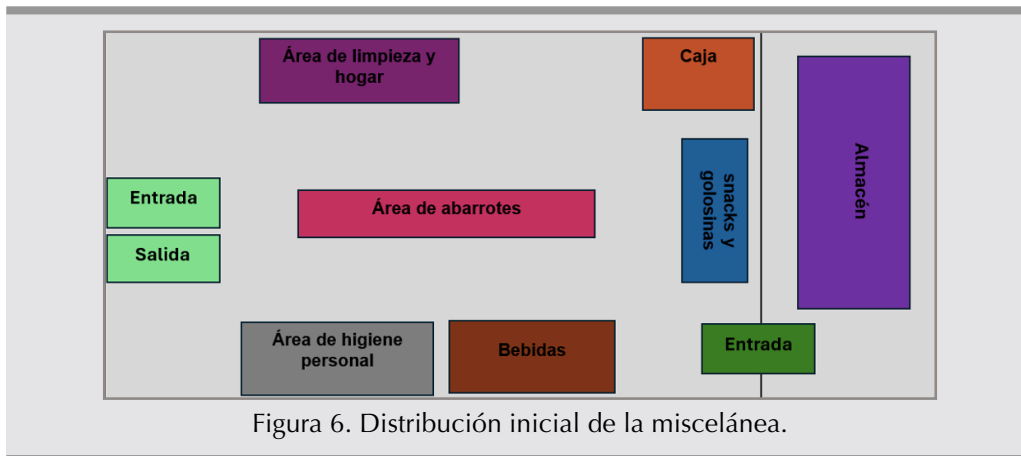 Área de limpieza y
hogar
Caja
Almacén
snacks y
golosinas
Entrada
Área de abarrotes
Salida
Área de higiene
personal
Bebidas
Entrada
Figura 6. Distribución inicial de la miscelánea.